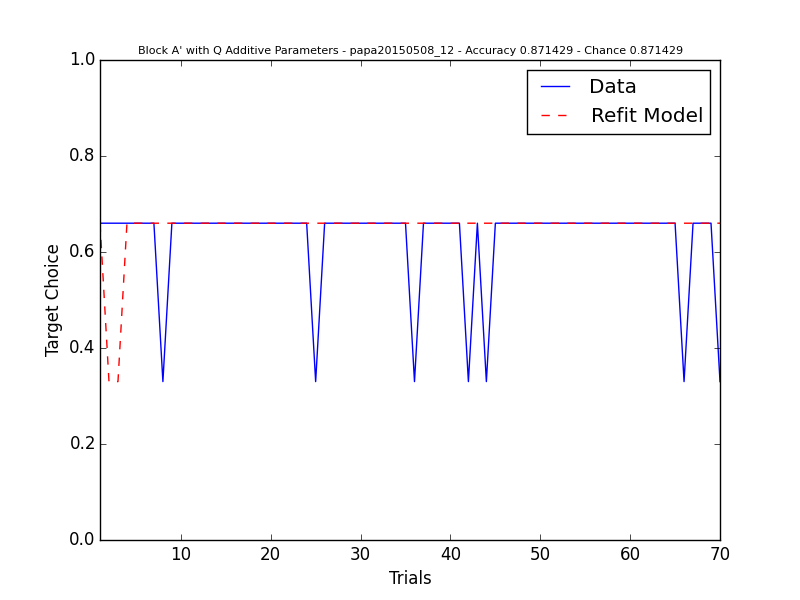 Block A' with Q Additive Parameters - papa20150508_12 - Accuracy 0.871429 - Chance 0.871429
1.0
0.8
0.6
0.4
0.2
0.0
Target Choice
Data
Refit Model
10 20 30 40 50 60 70
Trials